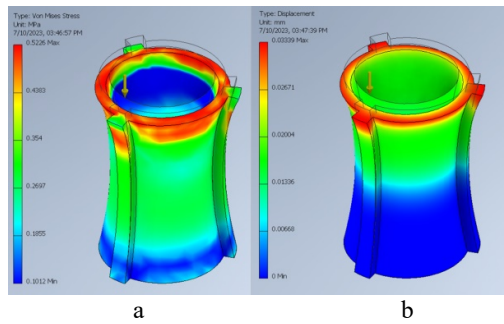 Type: Von Mises Stress
Unit: MPa
7/10/2023, 03:46:57 PM
0.5226 Max
0.4383
0.354
0.2697
0.1855
0.1012 Min
Type: Displacement
Unit: mm
7/10/2023, 03:47:39 PM
0.03339 Max
0.02671
0.02004
0.01336
0.00668
0 Min
a
b